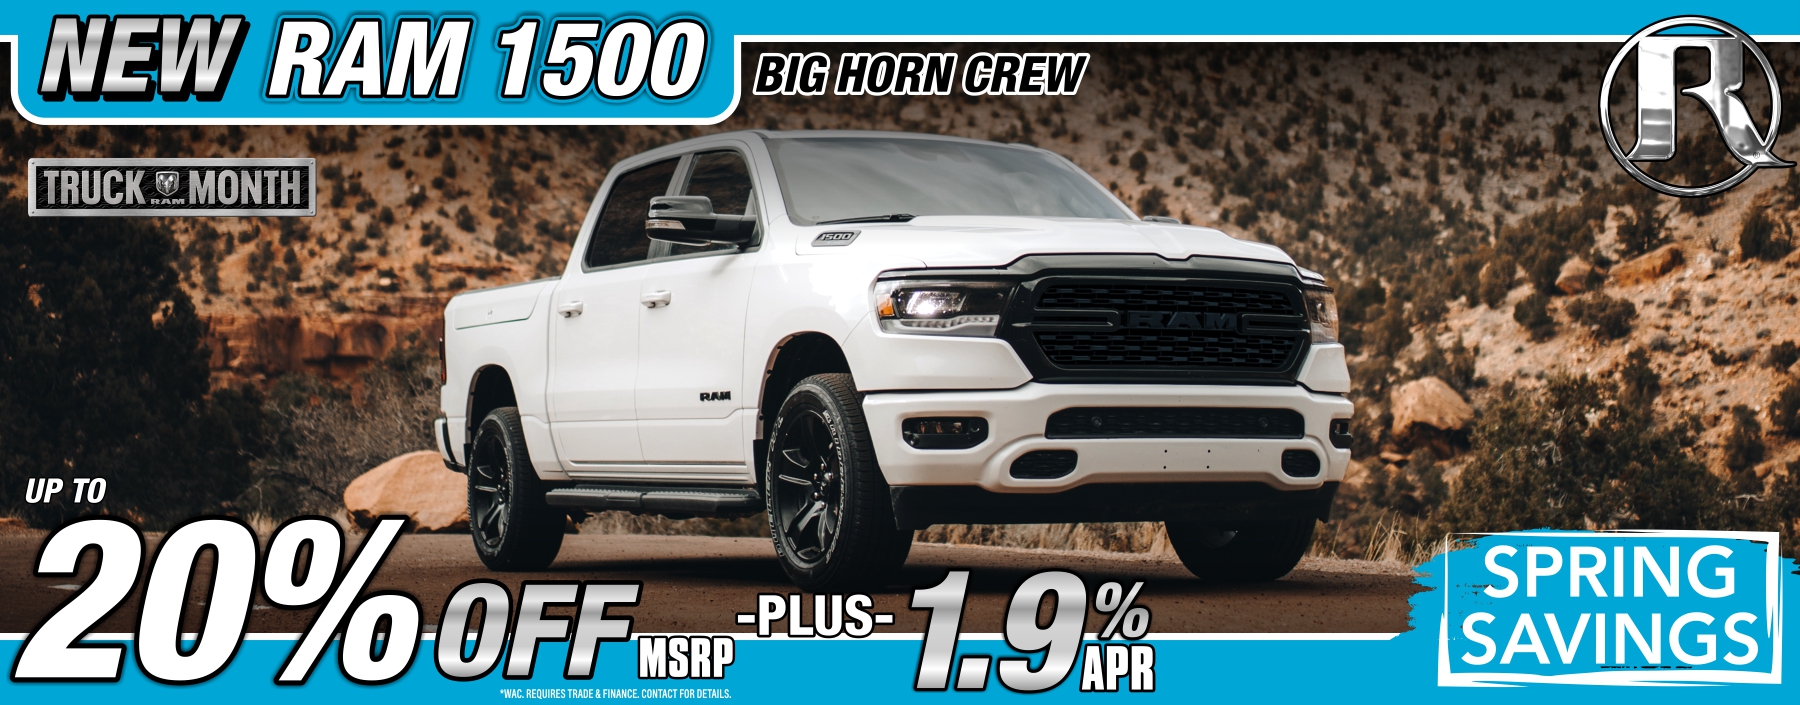 NEW RAM 1500
BIG HORN CREW
R
TRUCK RAM MONTH
1500
RAM
RAM
UP TO
20% OFF MSRP
-PLUS-
1.9% APR
*WAC. REQUIRES TRADE & FINANCE. CONTACT FOR DETAILS.
SPRING
SAVINGS